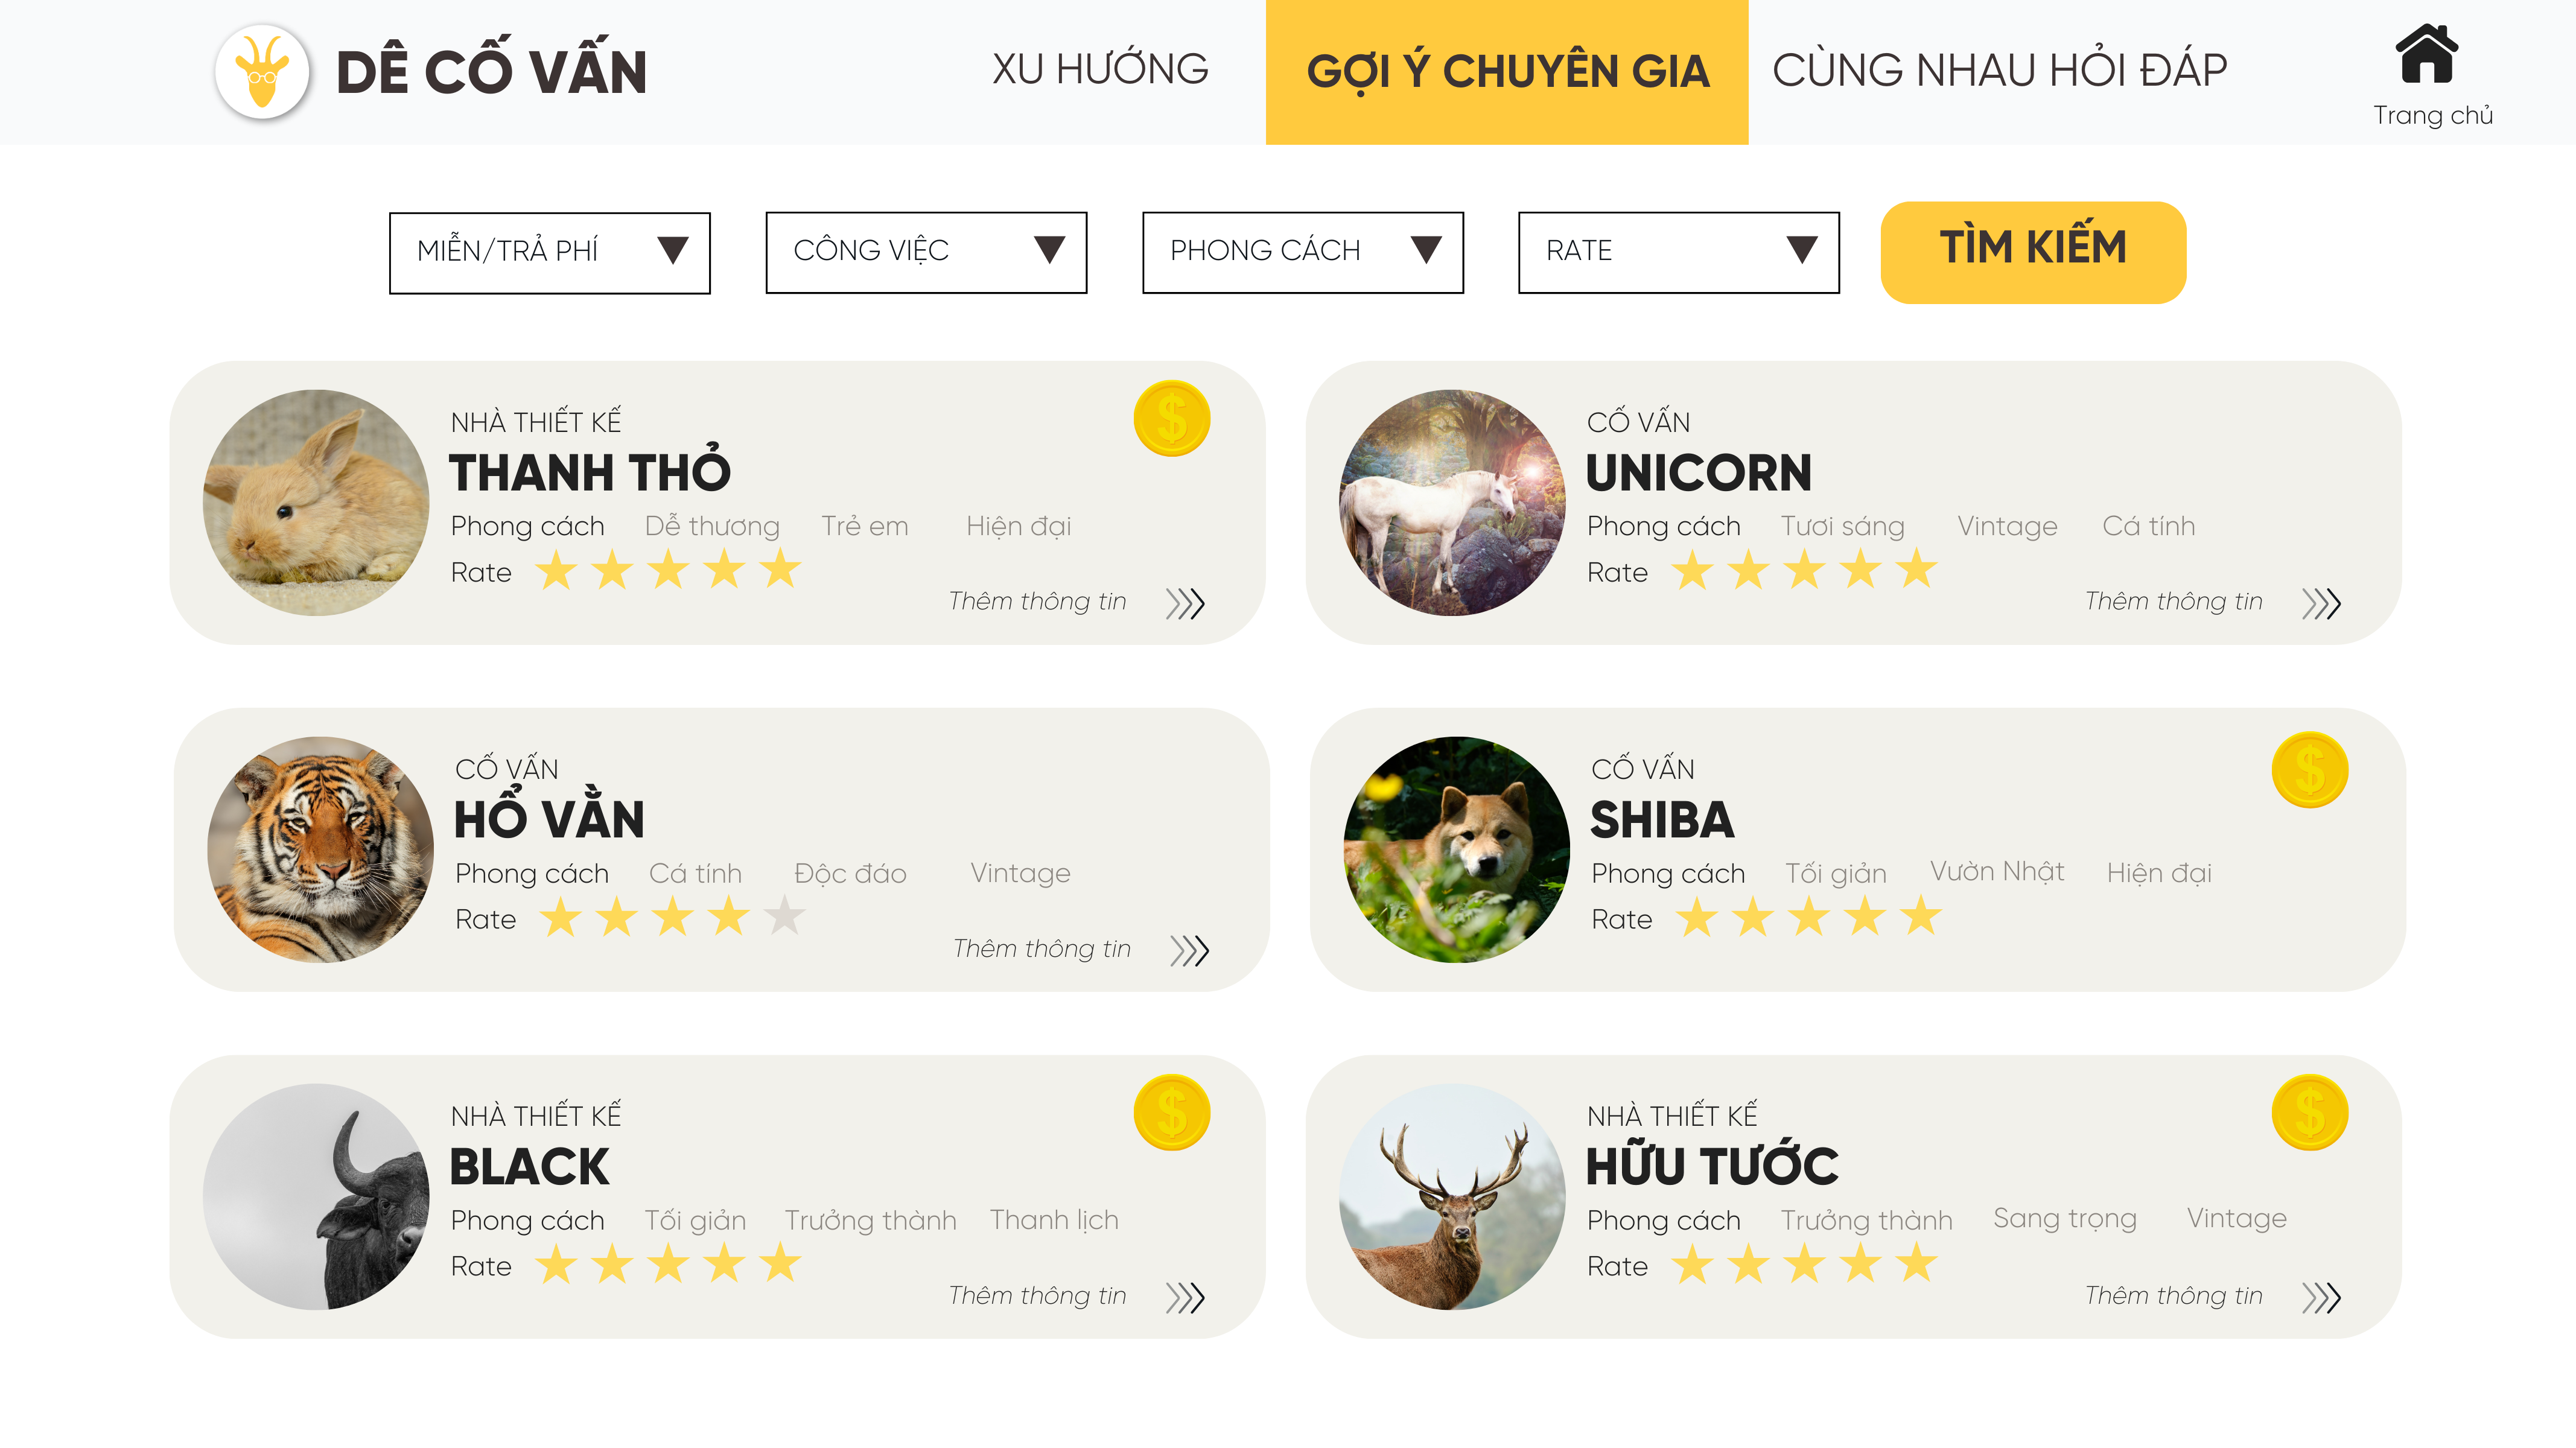 DÊ CỐ VẤN
XU HƯỚNG
GỢI Ý CHUYÊN GIA
CÙNG NHAU HỎI ĐÁP
Trang chủ
MIỄN/TRẢ PHÍ
CÔNG VIỆC
PHONG CÁCH
RATE
TÌM KIẾM
NHÀ THIẾT KẾ
THANH THỎ
Phong cách Dễ thương Trẻ em Hiện đại
Rate
Thêm thông tin
$
CỐ VẤN
UNICORN
Phong cách Tươi sáng Vintage Cá tính
Rate
Thêm thông tin
CỐ VẤN
HỔ VẰN
Phong cách Cá tính Độc đáo Vintage
Rate
Thêm thông tin
CỐ VẤN
SHIBA
Phong cách Tối giản Vườn Nhật Hiện đại
Rate
$
NHÀ THIẾT KẾ
BLACK
Phong cách Tối giản Trưởng thành Thanh lịch
Rate
Thêm thông tin
$
NHÀ THIẾT KẾ
HỮU TƯỚC
Phong cách Trưởng thành Sang trọng Vintage
Rate
Thêm thông tin
$